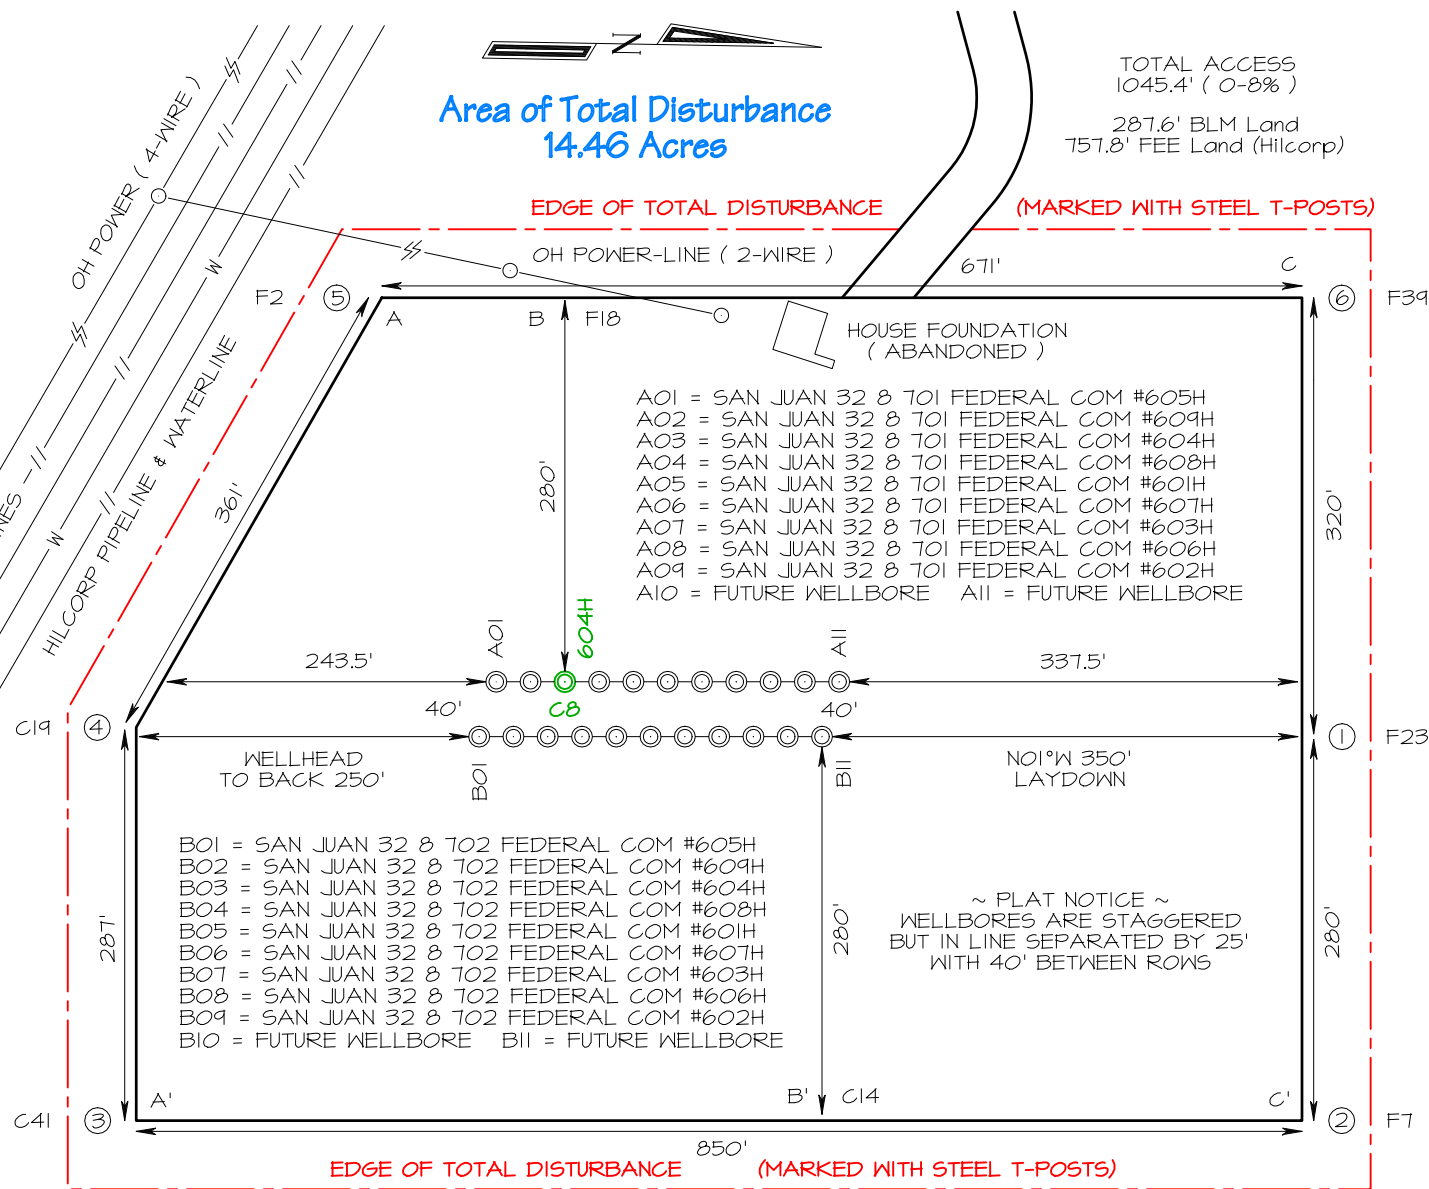 N
Area of Total Disturbance
14.46 Acres
TOTAL ACCESS
1045.4' ( 0-8% )
287.6' BLM Land
757.8' FEE Land (Hilcorp)
OH POWER ( 4-WIRE )
EDGE OF TOTAL DISTURBANCE (MARKED WITH STEEL T-POSTS)
OH POWER-LINE ( 2-WIRE )
671'
C
F2 5
A
B F18
6 F39
HOUSE FOUNDATION
( ABANDONED )
HILCORP PIPELINE & WATERLINE
W
W
361'
280'
320'
A01 = SAN JUAN 32 8 701 FEDERAL COM #605H
A02 = SAN JUAN 32 8 701 FEDERAL COM #609H
A03 = SAN JUAN 32 8 701 FEDERAL COM #604H
A04 = SAN JUAN 32 8 701 FEDERAL COM #608H
A05 = SAN JUAN 32 8 701 FEDERAL COM #601H
A06 = SAN JUAN 32 8 701 FEDERAL COM #607H
A07 = SAN JUAN 32 8 701 FEDERAL COM #603H
A08 = SAN JUAN 32 8 701 FEDERAL COM #606H
A09 = SAN JUAN 32 8 701 FEDERAL COM #602H
A10 = FUTURE WELLBORE A11 = FUTURE WELLBORE
A01
604H
A11
243.5'
337.5'
40'
C8
40'
C19 4
1 F23
WELLHEAD
TO BACK 250'
B01
B11
N01°W 350'
LAYDOWN
B01 = SAN JUAN 32 8 702 FEDERAL COM #605H
B02 = SAN JUAN 32 8 702 FEDERAL COM #609H
B03 = SAN JUAN 32 8 702 FEDERAL COM #604H
B04 = SAN JUAN 32 8 702 FEDERAL COM #608H
B05 = SAN JUAN 32 8 702 FEDERAL COM #601H
B06 = SAN JUAN 32 8 702 FEDERAL COM #607H
B07 = SAN JUAN 32 8 702 FEDERAL COM #603H
B08 = SAN JUAN 32 8 702 FEDERAL COM #606H
B09 = SAN JUAN 32 8 702 FEDERAL COM #602H
B10 = FUTURE WELLBORE B11 = FUTURE WELLBORE
287'
280'
280'
~ PLAT NOTICE ~
WELLBORES ARE STAGGERED
BUT IN LINE SEPARATED BY 25'
WITH 40' BETWEEN ROWS
C41 3
A'
B' C14
C'
2 F7
850'
EDGE OF TOTAL DISTURBANCE (MARKED WITH STEEL T-POSTS)